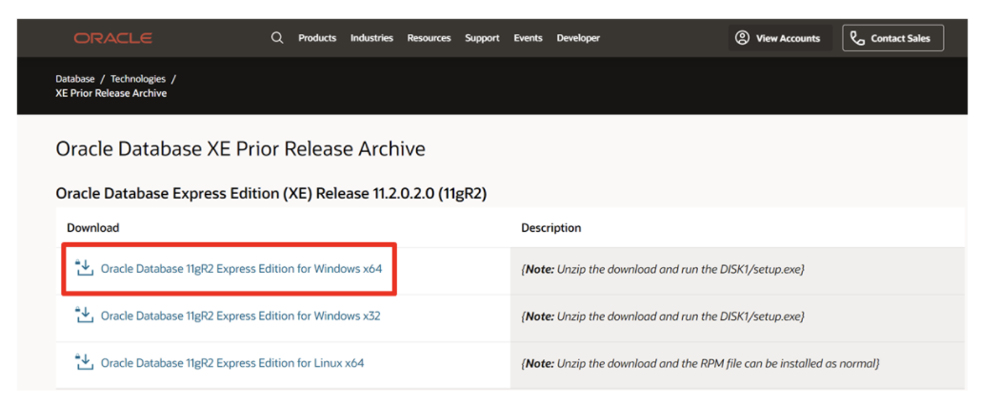 ORACLE Products Industries Resources Support Events Developer View Accounts Contact Sales
Database / Technologies /
XE Prior Release Archive
Oracle Database XE Prior Release Archive
Oracle Database Express Edition (XE) Release 11.2.0.2.0 (11gR2)
Download Description
Oracle Database 11gR2 Express Edition for Windows x64 {Note: Unzip the download and run the DISK1/setup.exe}
Oracle Database 11gR2 Express Edition for Windows x32 {Note: Unzip the download and run the DISK1/setup.exe}
Oracle Database 11gR2 Express Edition for Linux x64 {Note: Unzip the download and the RPM file can be installed as normal}